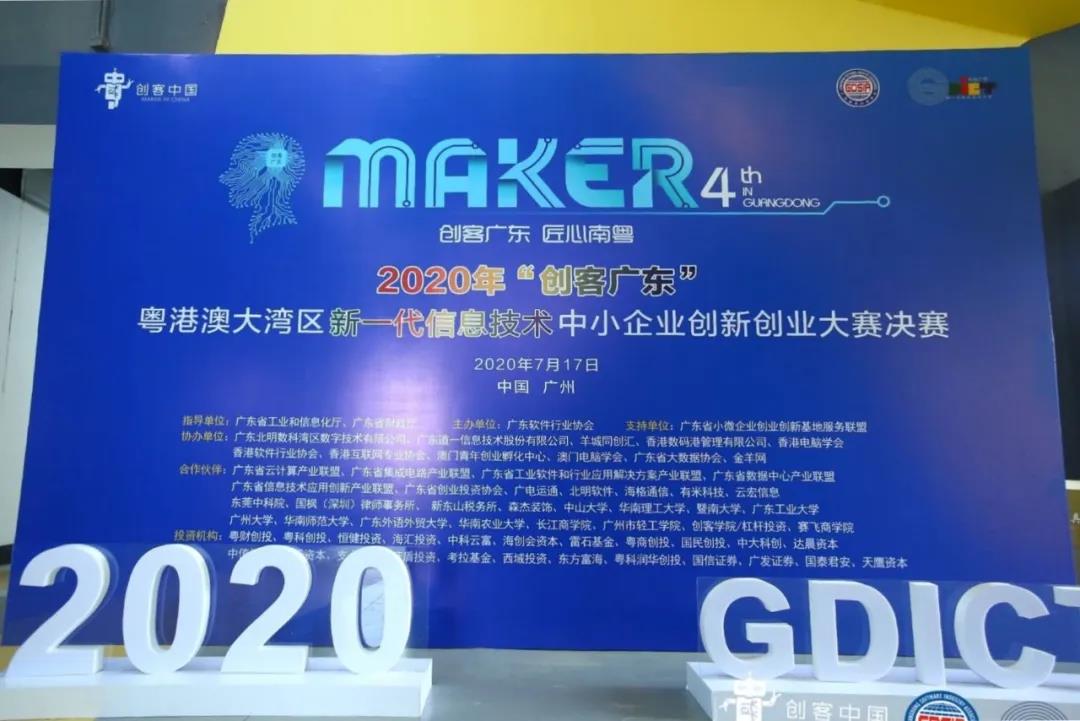 创客中国
MAKER IN CHINA
GDSIA
创客
广东
MAKER 4th
IN
GUANGDONG
创客广东 匠心南粤
2020年“创客广东”
粤港澳大湾区新一代信息技术中小企业创新创业大赛决赛
2020年7月17日
中国 广州
指导单位：广东省工业和信息化厅、广东省财政厅 主办单位：广东软件行业协会 支持单位：广东省小微企业创业创新基地服务联盟
协办单位：广东北明数科湾区数字技术有限公司、广东道一信息技术股份有限公司、羊城同创汇、香港数码港管理有限公司、香港电脑学会
香港软件行业协会、香港互联网专业协会、澳门青年创业孵化中心、澳门电脑学会、广东省大数据协会、金羊网
合作伙伴：广东省云计算产业联盟、广东省集成电路产业联盟、广东省工业软件和行业应用解决方案产业联盟、广东省数据中心产业联盟
广东省信息技术应用创新产业联盟、广东省创业投资协会、广电运通、北明软件、海格通信、有米科技、云宏信息
东莞中科院、国枫（深圳）律师事务所、新东山税务所、森杰装饰、中山大学、华南理工大学、暨南大学、广东工业大学
广州大学、华南师范大学、广东外语外贸大学、华南农业大学、长江商学院、广州市轻工学院、创客学院/杠杆投资、赛飞商学院
投资机构：粤财创投、粤科创投、恒健投资、海汇投资、中科云富、海创会资本、雷石基金、粤商创投、国民创投、中大科创、达晨资本
资本、盾投资、考拉基金、西域投资、东方富海、粤科润华创投、国信证券、广发证券、国泰君安、天鹰资本
2020 GDICT
创客中国